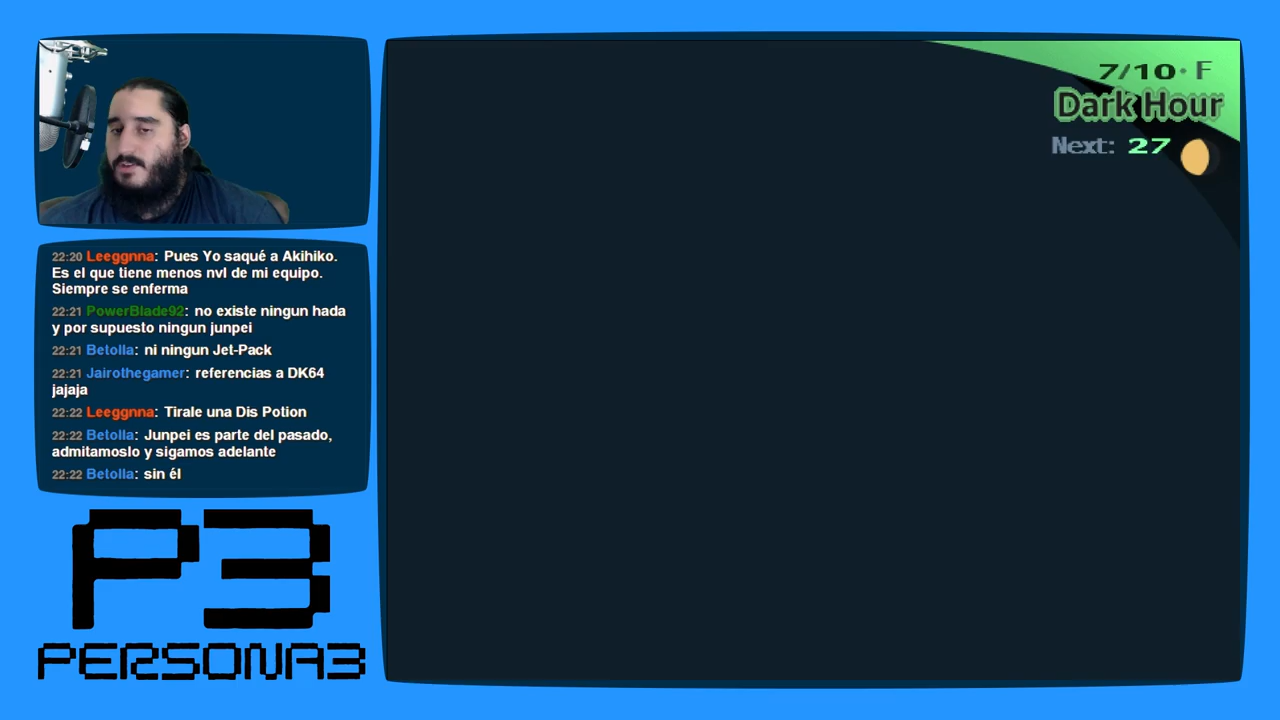 7/10· F
Dark Hour
Next: 27
22:20 Leeggnna: Pues Yo saqué a Akihiko.
Es el que tiene menos nvl de mi equipo.
Siempre se enferma
22:21 PowerBlade92: no existe ningun hada
y por supuesto ningun junpei
22:21 Betolla: ni ningun Jet-Pack
22:21 Jairothegamer: referencias a DK64
jajaja
22:22 Leeggnna: Tirale una Dis Potion
22:22 Betolla: Junpei es parte del pasado,
admitamoslo y sigamos adelante
22:22 Betolla: sin él
P3
PERSONA3